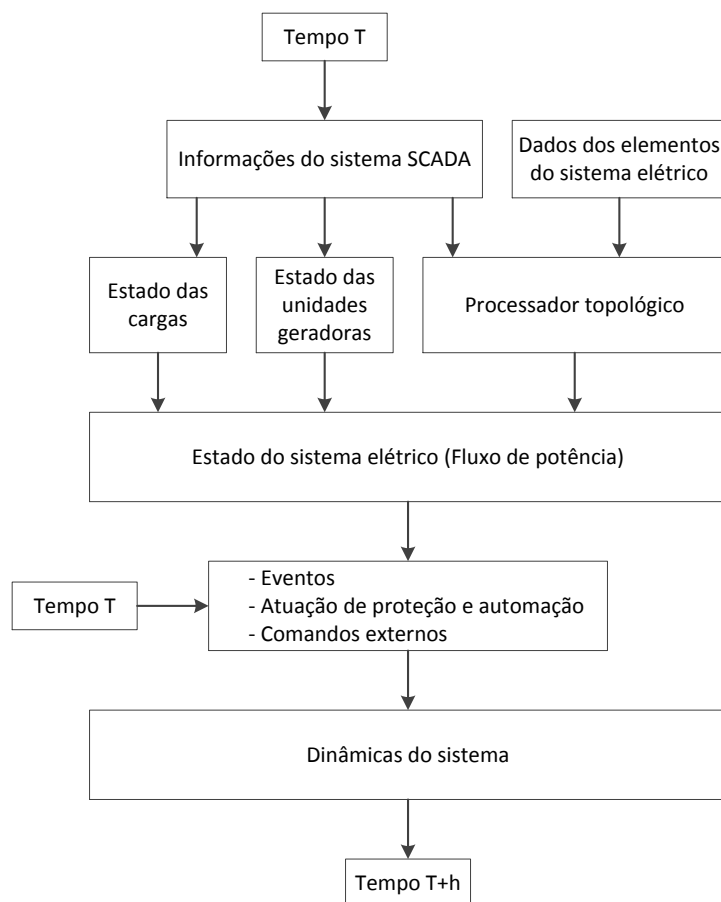 Tempo T
Informações do sistema SCADA
Dados dos elementos
do sistema elétrico
Estado das
cargas
Estado das
unidades
geradoras
Processador topológico
Estado do sistema elétrico (Fluxo de potência)
Tempo T
- Eventos
- Atuação de proteção e automação
- Comandos externos
Dinâmicas do sistema
Tempo T+h